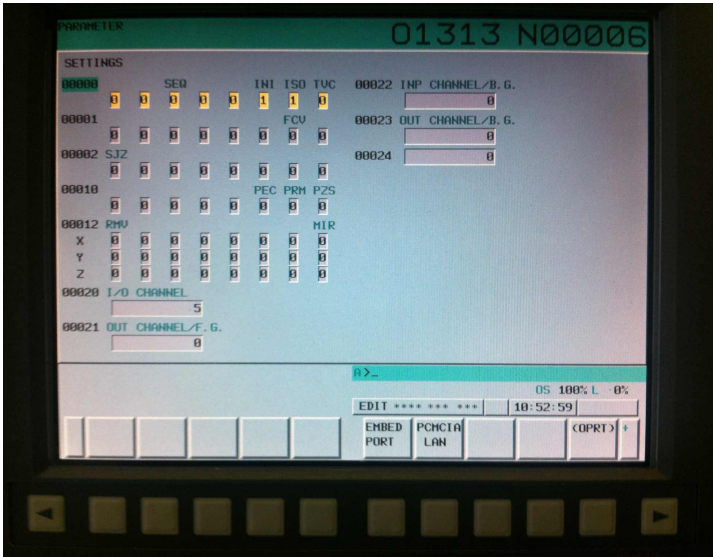 PARAMETER O1313 N00006
SETTINGS
00000 SEQ INI ISO TVC
0 0 0 0 0 1 1 0
00001 FCV
0 0 0 0 0 0 0 0
00002 SJZ
0 0 0 0 0 0 0 0
00010 PEC PRM PZS
0 0 0 0 0 0 0 0
00012 RMV MIR
X 0 0 0 0 0 0 0 0
Y 0 0 0 0 0 0 0 0
Z 0 0 0 0 0 0 0 0
00020 I/O CHANNEL
5
00021 OUT CHANNEL/F.G.
0
00022 INP CHANNEL/B.G.
0
00023 OUT CHANNEL/B.G.
0
00024 0
A>_
OS 100% L 0%
EDIT **** *** *** 10:52:59
EMBED PORT PCMCIA LAN (OPRT) +